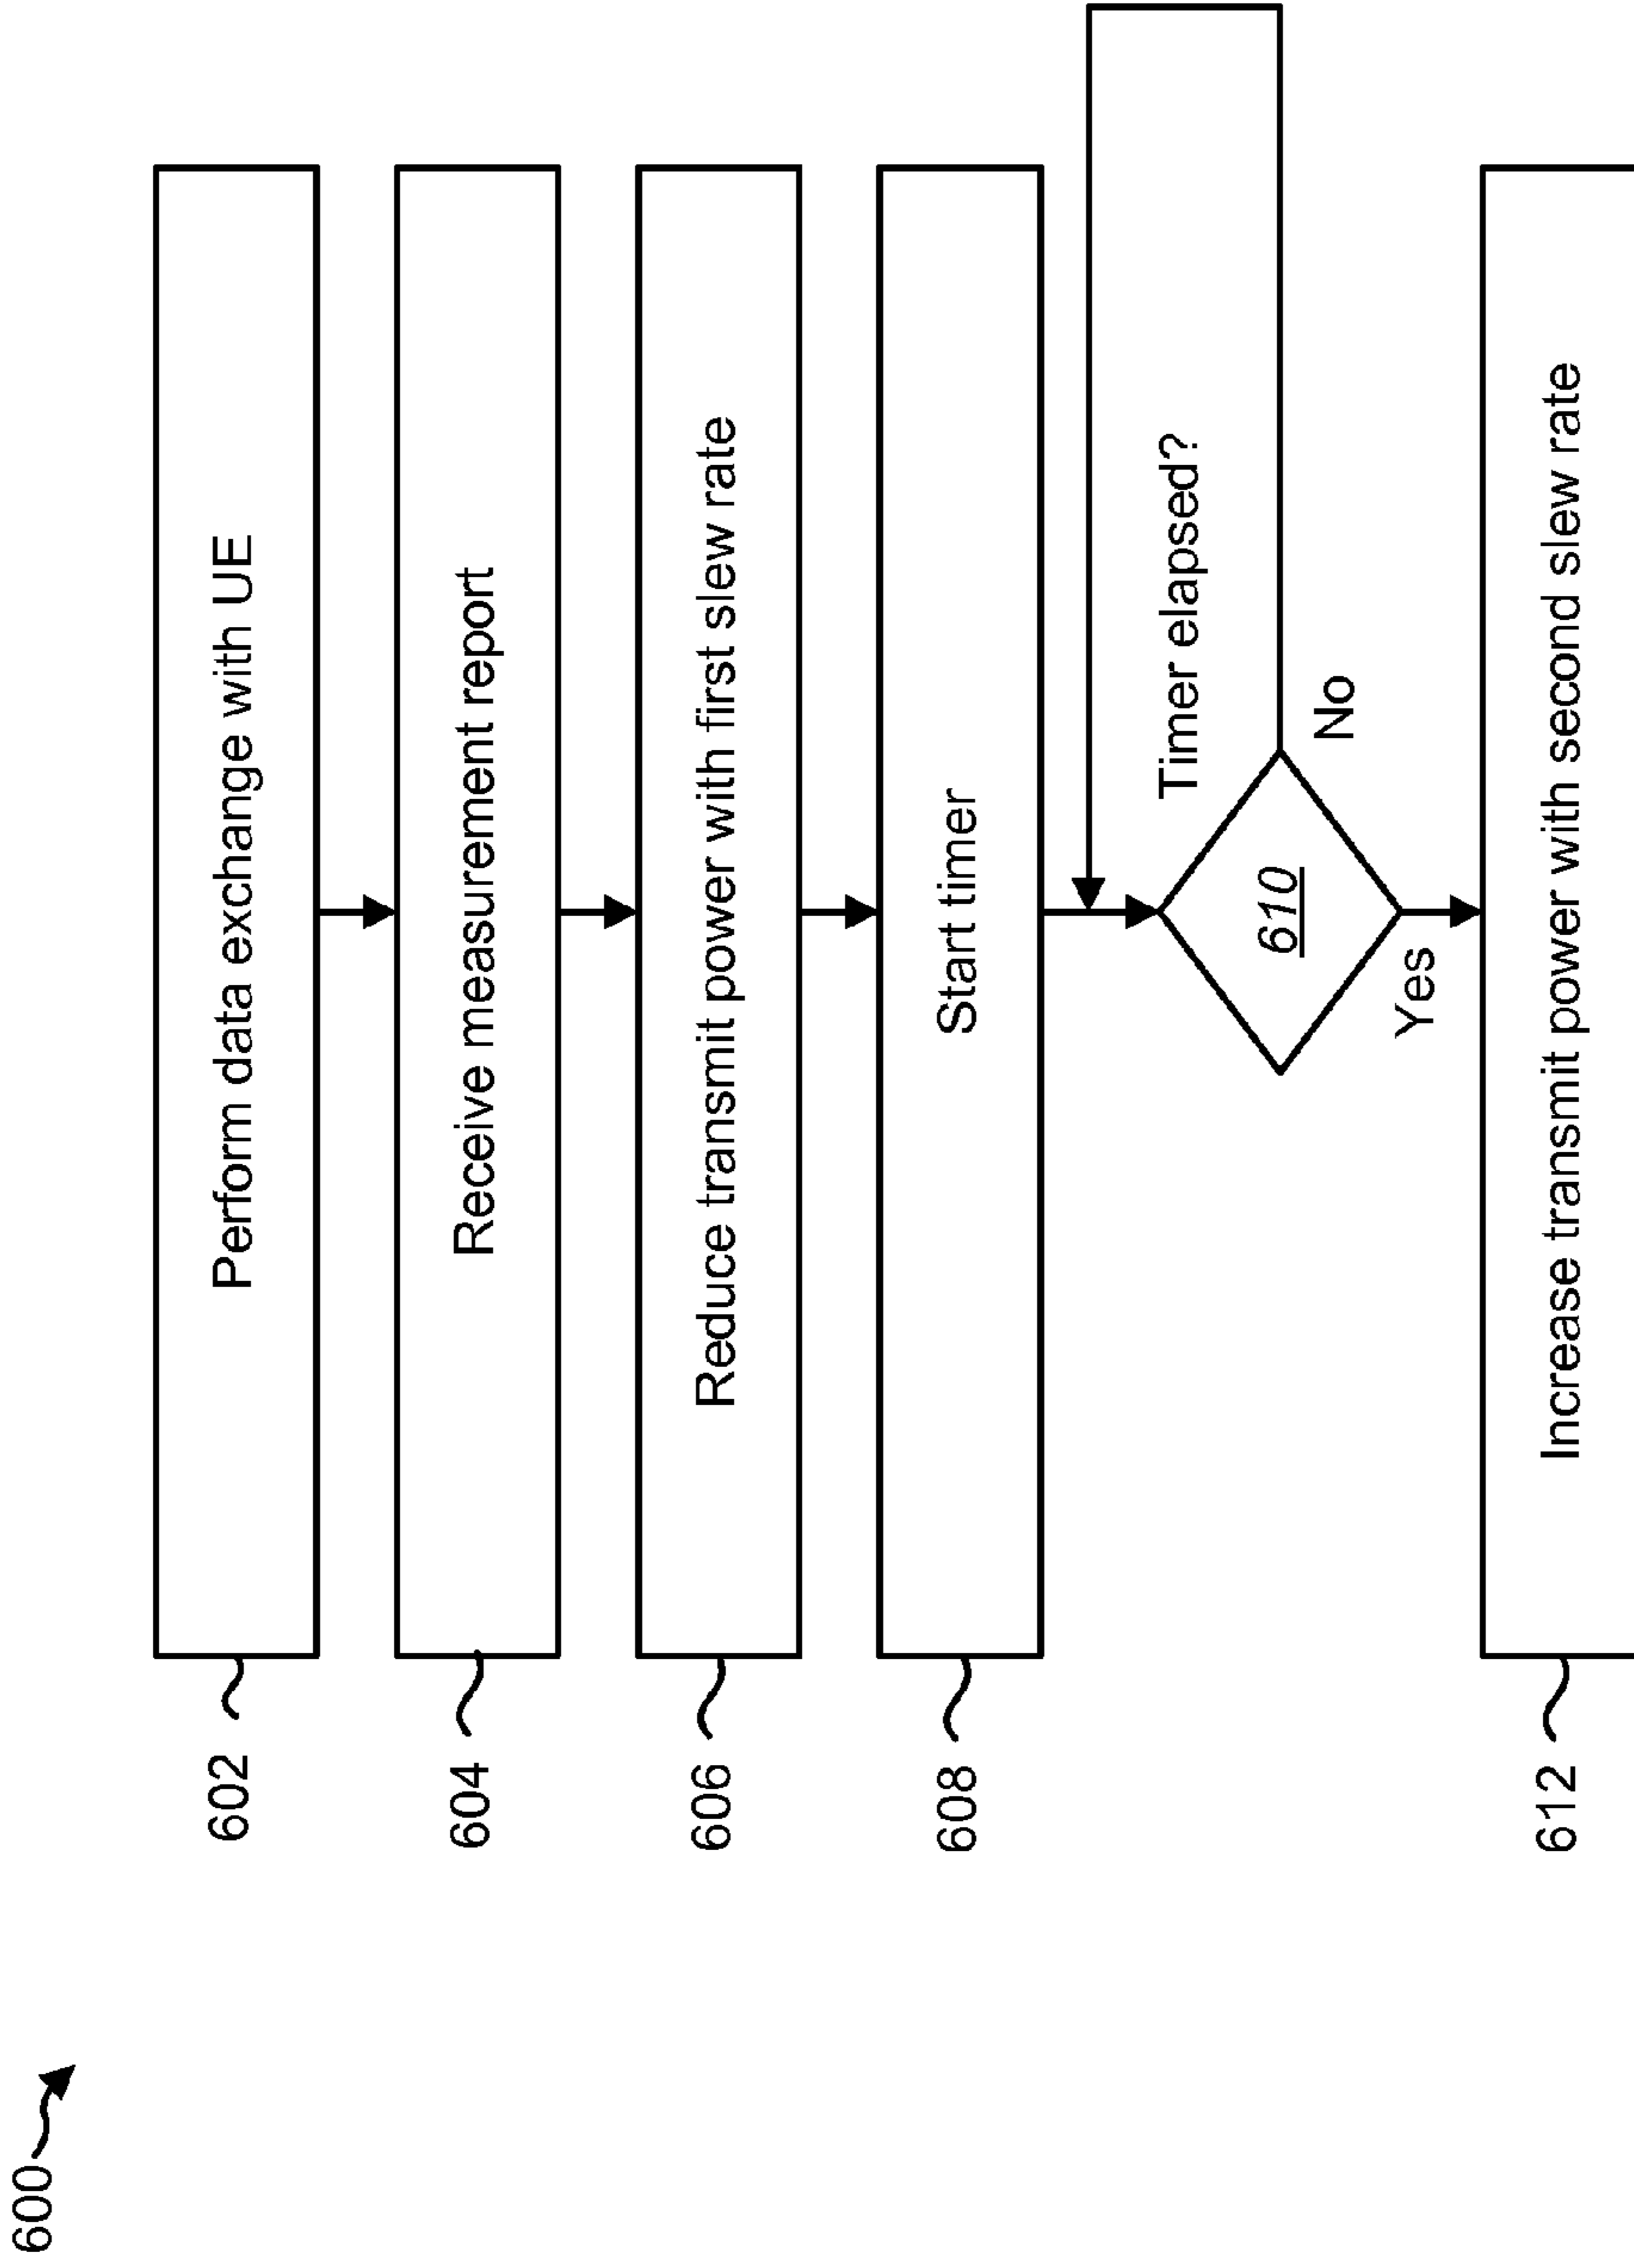 600
602
Perform data exchange with UE
604
Receive measurement report
606
Reduce transmit power with first slew rate
608
Start timer
Timer elapsed?
610
No
Yes
612
Increase transmit power with second slew rate